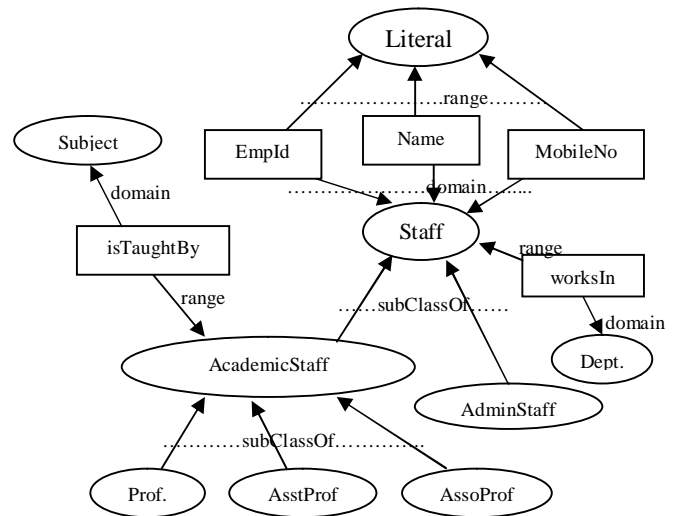 Literal
……………………range………………
Subject
EmpId
Name
MobileNo
domain
……………………domain………..
isTaughtBy
Staff
range
worksIn
range
……subClassOf……
domain
AcademicStaff
Dept.
AdminStaff
…………subClassOf……………
Prof.
AsstProf
AssoProf